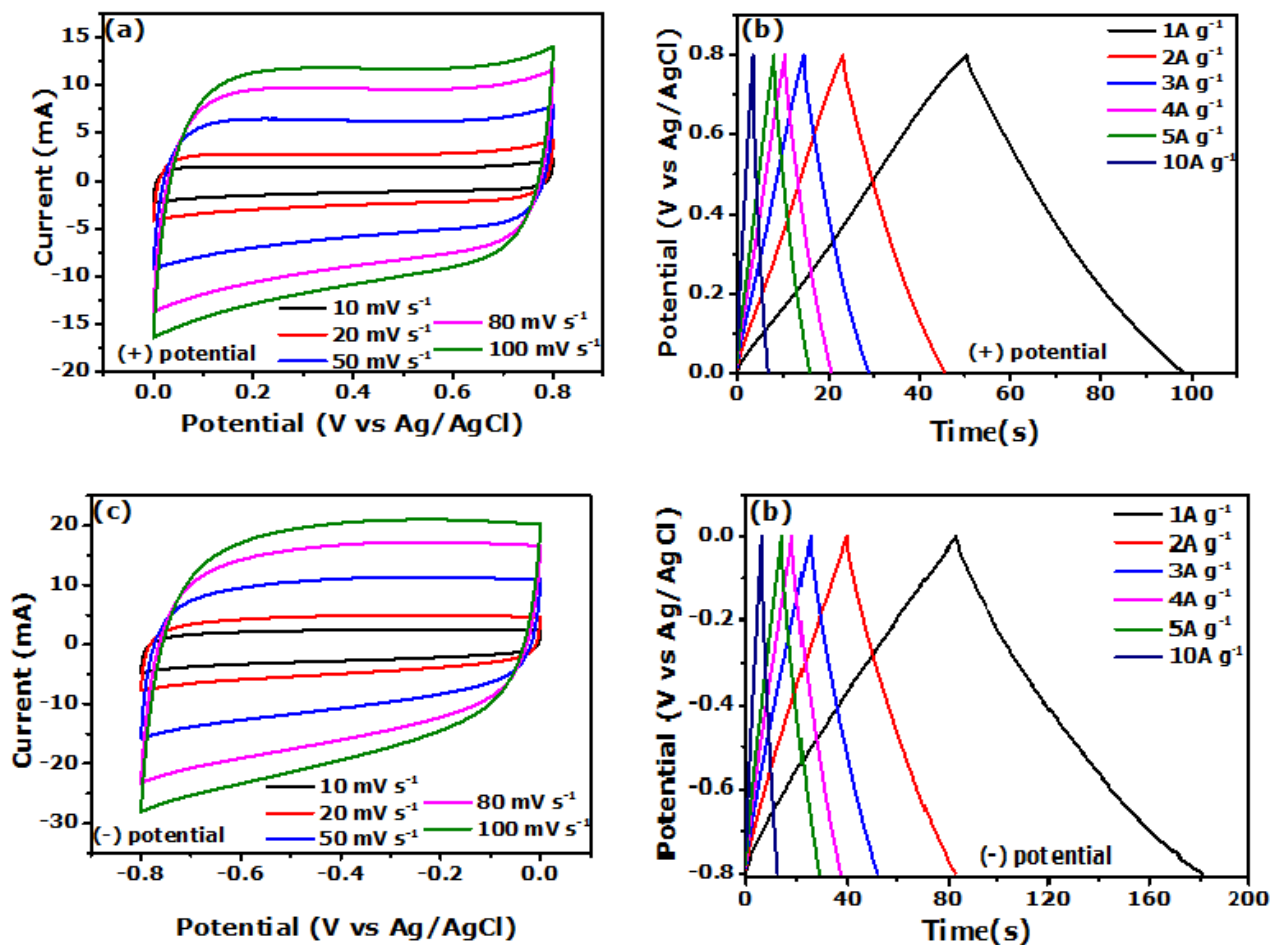 (a)
15
10
5
0
-5
-10
-15
-20
Current (mA)
10 mV s⁻¹
20 mV s⁻¹
50 mV s⁻¹
80 mV s⁻¹
100 mV s⁻¹
(+) potential
0.0 0.2 0.4 0.6 0.8
Potential (V vs Ag/AgCl)
(b)
0.8
0.6
0.4
0.2
0.0
Potential (V vs Ag/AgCl)
1A g⁻¹
2A g⁻¹
3A g⁻¹
4A g⁻¹
5A g⁻¹
10A g⁻¹
(+) potential
0 20 40 60 80 100
Time(s)
(c)
20
10
0
-10
-20
-30
Current (mA)
10 mV s⁻¹
20 mV s⁻¹
50 mV s⁻¹
80 mV s⁻¹
100 mV s⁻¹
(-) potential
-0.8 -0.6 -0.4 -0.2 0.0
Potential (V vs Ag/AgCl)
(b)
0.0
-0.2
-0.4
-0.6
-0.8
Potential (V vs Ag/AgCl)
1A g⁻¹
2A g⁻¹
3A g⁻¹
4A g⁻¹
5A g⁻¹
10A g⁻¹
(-) potential
0 40 80 120 160 200
Time(s)